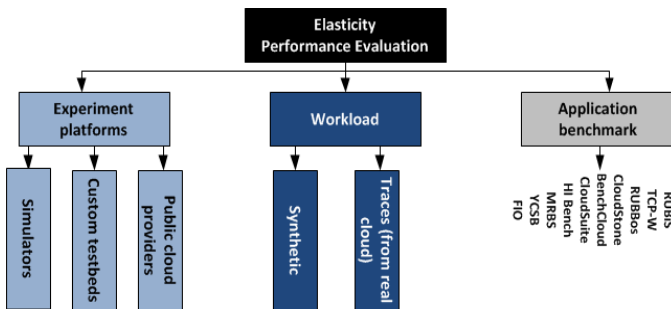 Elasticity
Performance Evaluation
Experiment
platforms
Workload
Application
benchmark
Simulators
Custom testbeds
Public cloud
providers
Synthetic
Traces (from real
cloud)
RUBIS
TCP-W
RUBBos
CloudStone
BenchCloud
CloudSuite
HI Bench
MRBS
YCSB
FIO